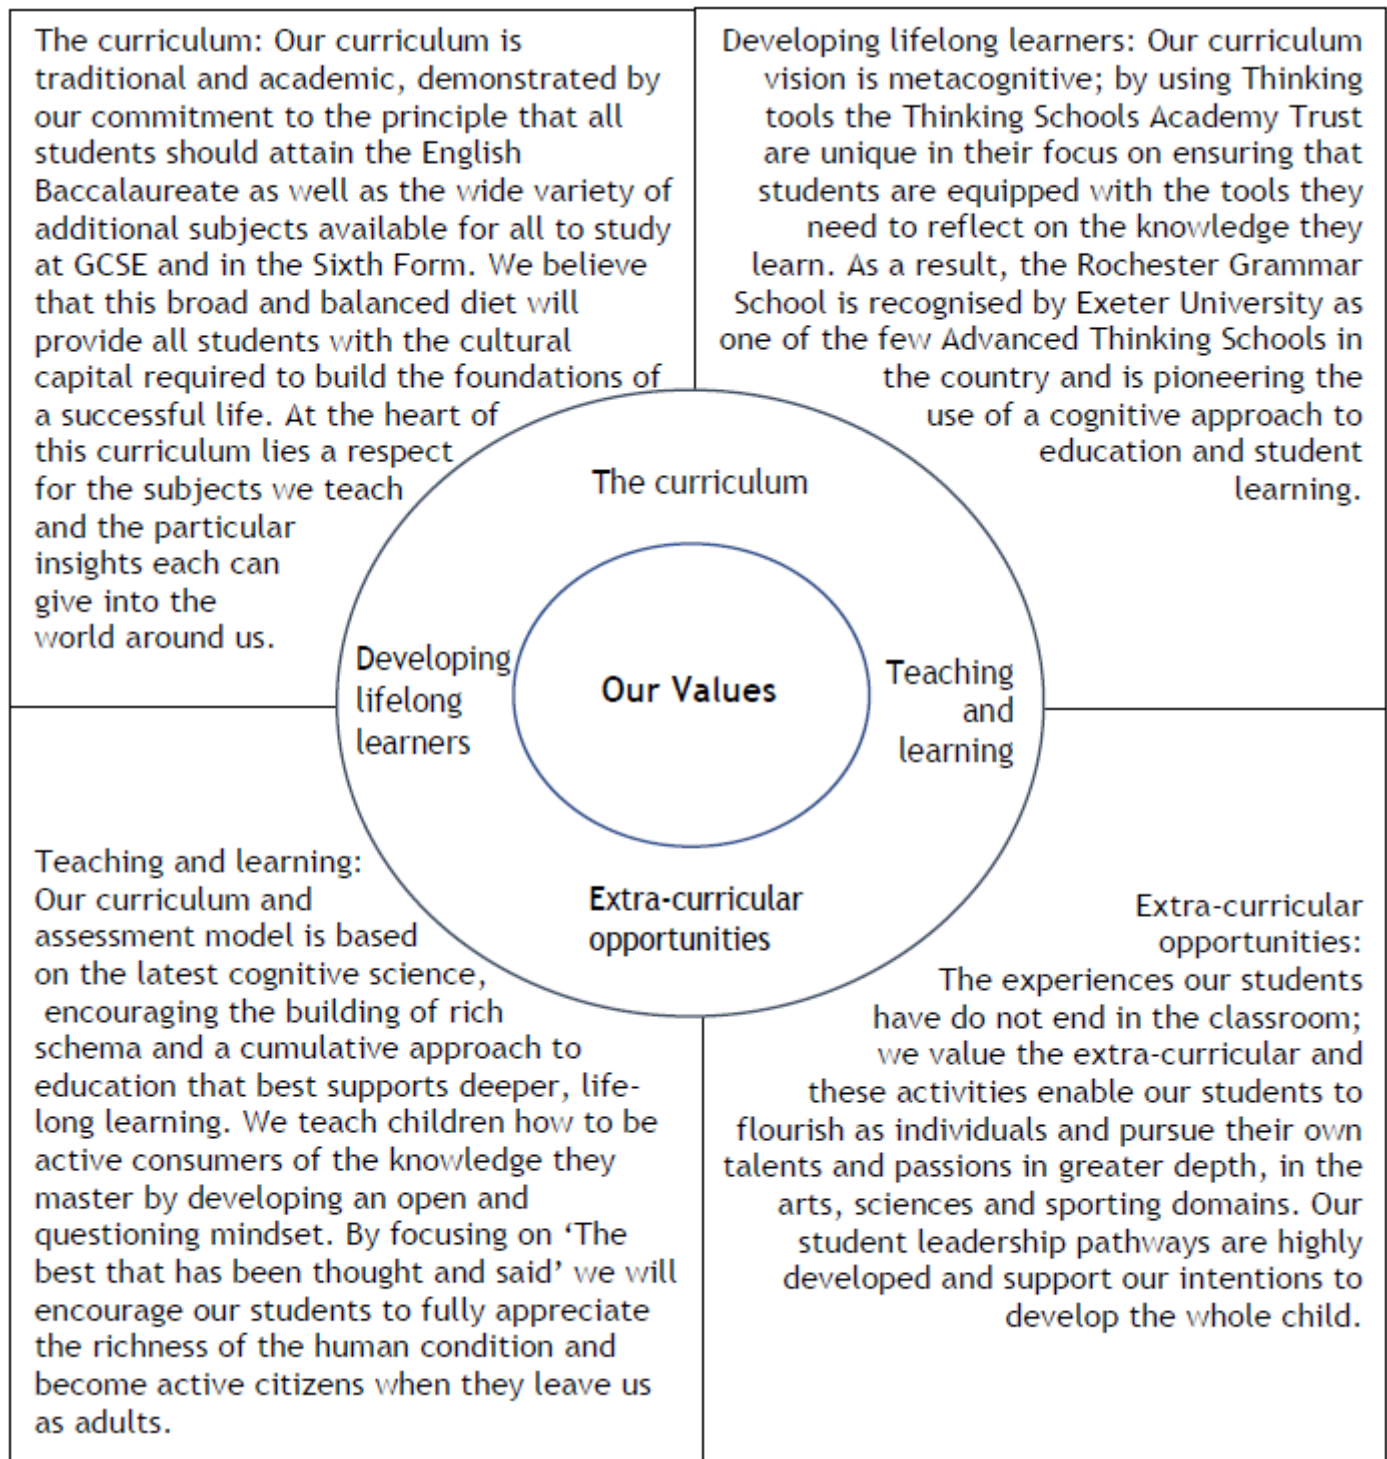 The curriculum: Our curriculum is
traditional and academic, demonstrated by
our commitment to the principle that all
students should attain the English
Baccalaureate as well as the wide variety of
additional subjects available for all to study
at GCSE and in the Sixth Form. We believe
that this broad and balanced diet will
provide all students with the cultural
capital required to build the foundations of
a successful life. At the heart of
this curriculum lies a respect
for the subjects we teach
and the particular
insights each can
give into the
world around us.
Developing lifelong learners: Our curriculum
vision is metacognitive; by using Thinking
tools the Thinking Schools Academy Trust
are unique in their focus on ensuring that
students are equipped with the tools they
need to reflect on the knowledge they
learn. As a result, the Rochester Grammar
School is recognised by Exeter University as
one of the few Advanced Thinking Schools in
the country and is pioneering the
use of a cognitive approach to
education and student
learning.
The curriculum
Developing
lifelong
learners
Our Values
Teaching
and
learning
Extra-curricular
opportunities
Teaching and learning:
Our curriculum and
assessment model is based
on the latest cognitive science,
encouraging the building of rich
schema and a cumulative approach to
education that best supports deeper, life-
long learning. We teach children how to be
active consumers of the knowledge they
master by developing an open and
questioning mindset. By focusing on ‘The
best that has been thought and said’ we will
encourage our students to fully appreciate
the richness of the human condition and
become active citizens when they leave us
as adults.
Extra-curricular
opportunities:
The experiences our students
have do not end in the classroom;
we value the extra-curricular and
these activities enable our students to
flourish as individuals and pursue their own
talents and passions in greater depth, in the
arts, sciences and sporting domains. Our
student leadership pathways are highly
developed and support our intentions to
develop the whole child.